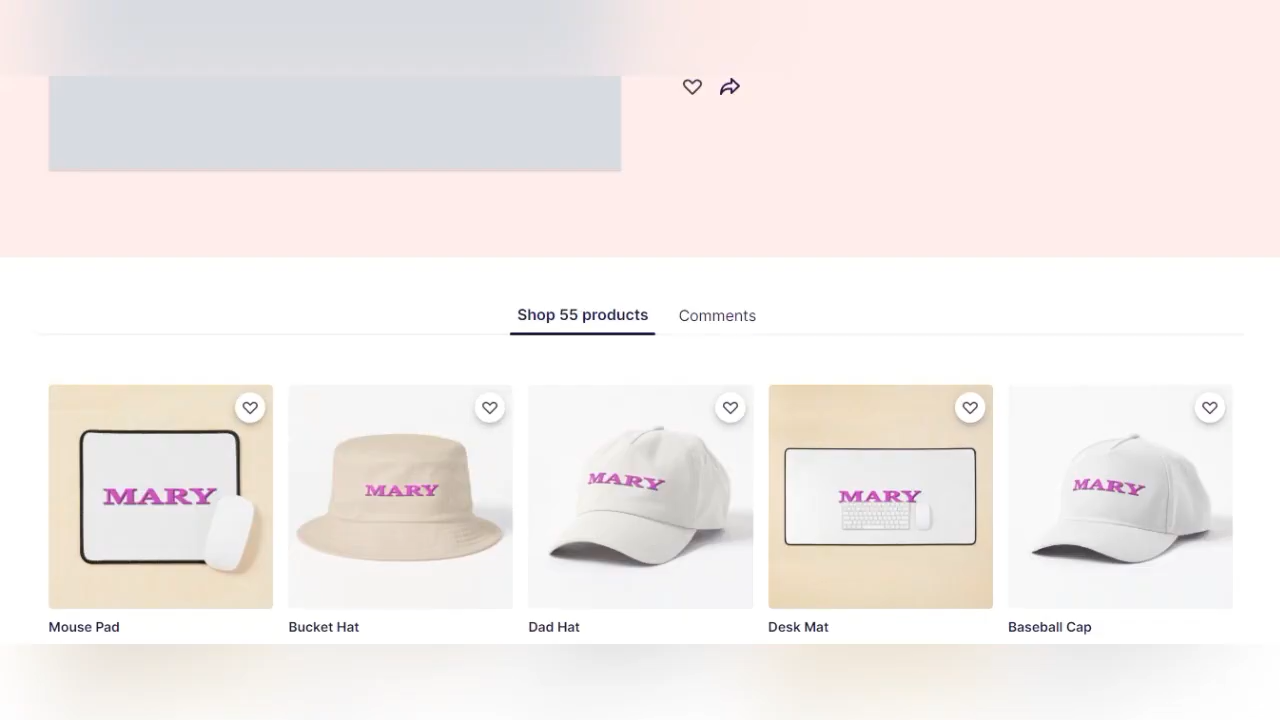 Shop 55 products
Comments
MARY
MARY
MARY
MARY
MARY
Mouse Pad
Bucket Hat
Dad Hat
Desk Mat
Baseball Cap